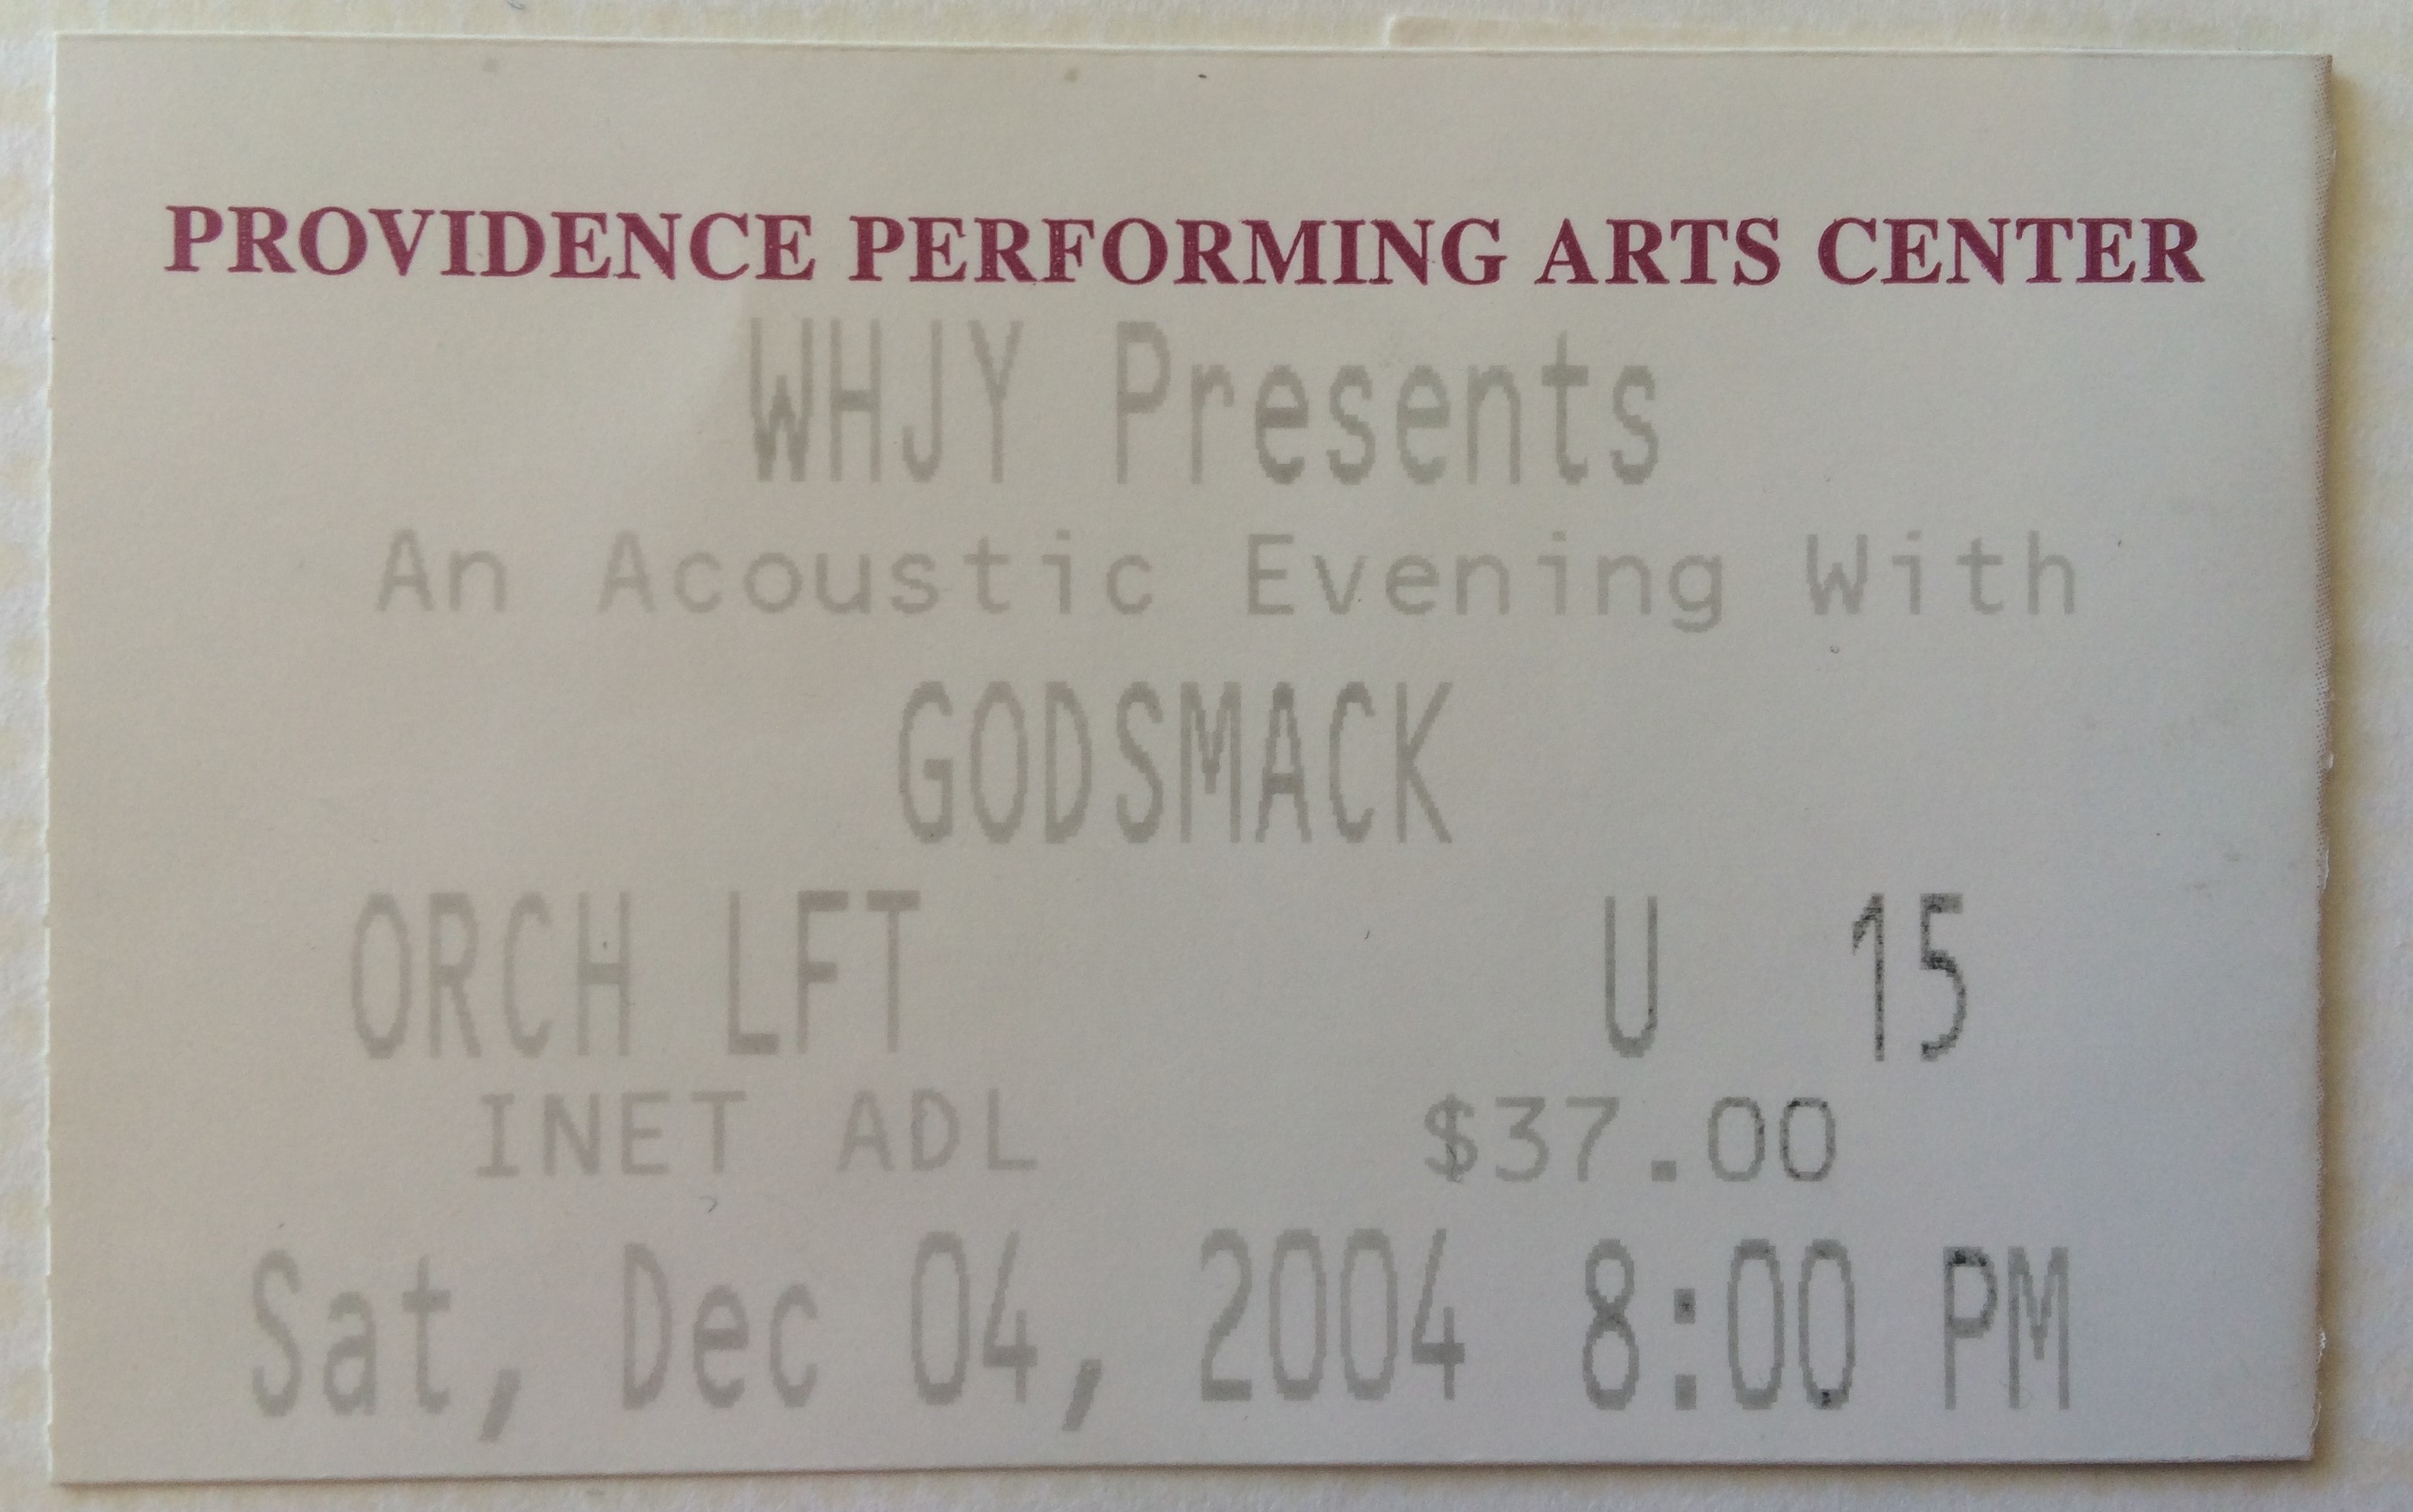 PROVIDENCE PERFORMING ARTS CENTER
WHJY Presents
An Acoustic Evening With
GODSMACK
ORCH LFT U 15
INET ADL $37.00
Sat, Dec 04, 2004 8:00 PM